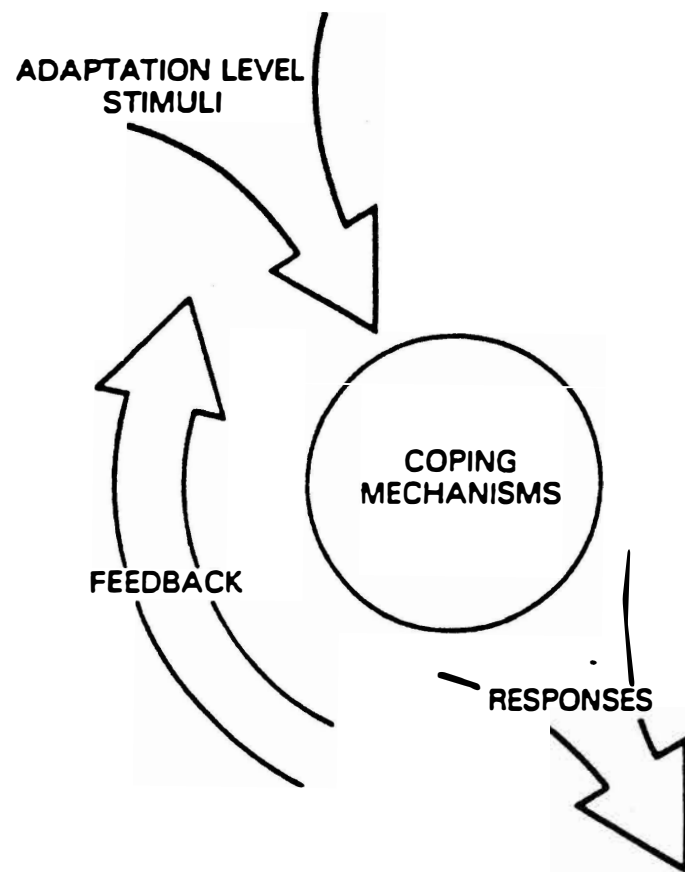 ADAPTATION LEVEL
STIMULI
COPING
MECHANISMS
FEEDBACK
RESPONSES